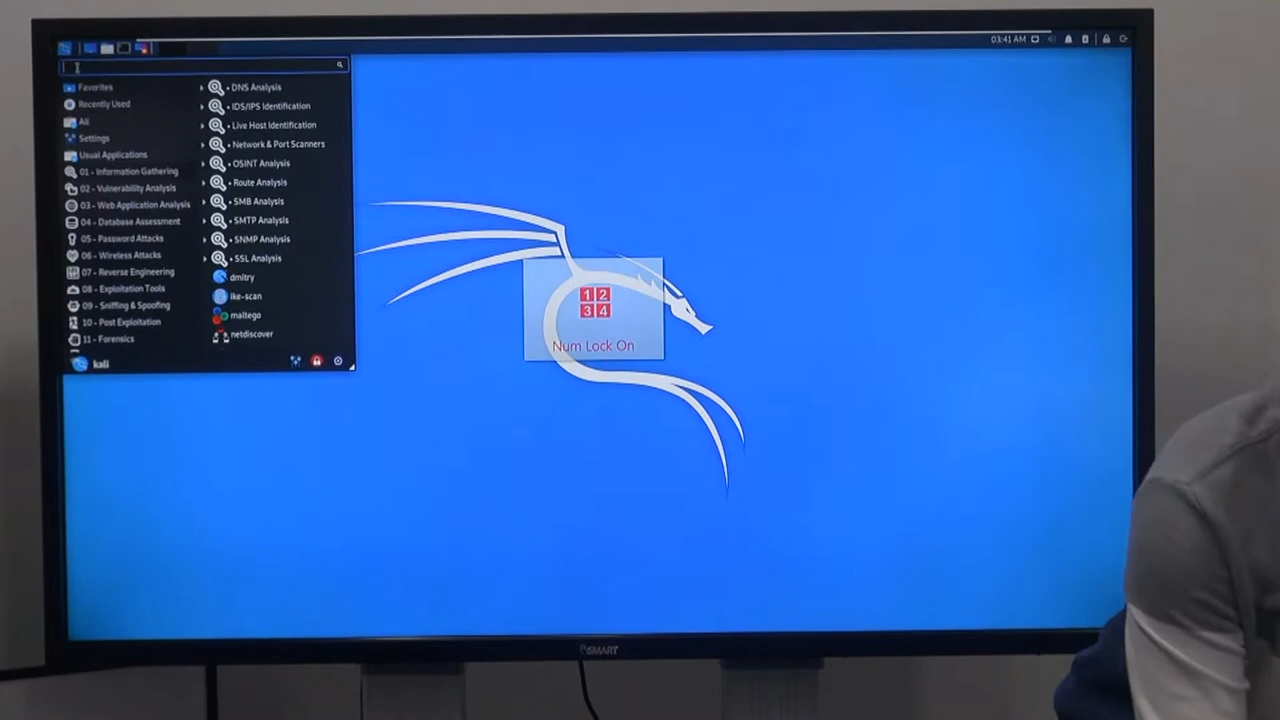 03:41 AM
Favorites
Recently Used
All
Settings
Usual Applications
01 - Information Gathering
02 - Vulnerability Analysis
03 - Web Application Analysis
04 - Database Assessment
05 - Password Attacks
06 - Wireless Attacks
07 - Reverse Engineering
08 - Exploitation Tools
09 - Sniffing & Spoofing
10 - Post Exploitation
11 - Forensics
kali
• DNS Analysis
• IDS/IPS Identification
• Live Host Identification
• Network & Port Scanners
• OSINT Analysis
• Route Analysis
• SMB Analysis
• SMTP Analysis
• SNMP Analysis
• SSL Analysis
dmitry
ike-scan
maltego
netdiscover
1 2
3 4
Num Lock On
SMART